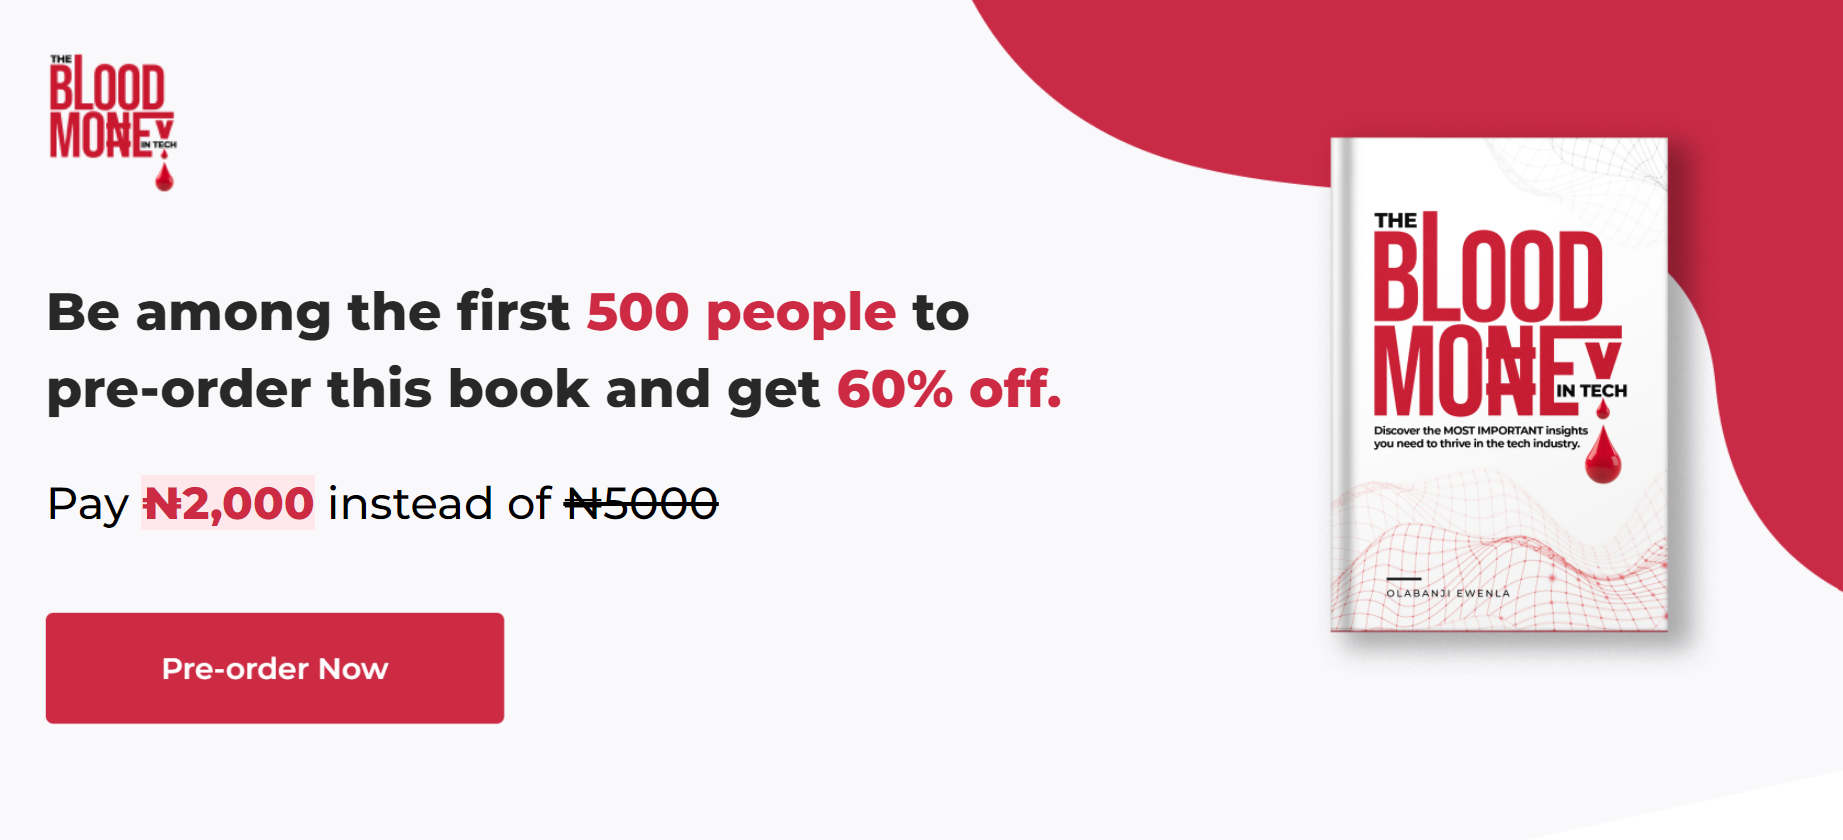 THE
BLOOD
MO₦EY
IN TECH
Be among the first 500 people to
pre-order this book and get 60% off.
Pay ₦2,000 instead of ₦5000
Pre-order Now
THE
BLOOD
MO₦EY
IN TECH
Discover the MOST IMPORTANT insights
you need to thrive in the tech industry.
OLABANJI EWENLA